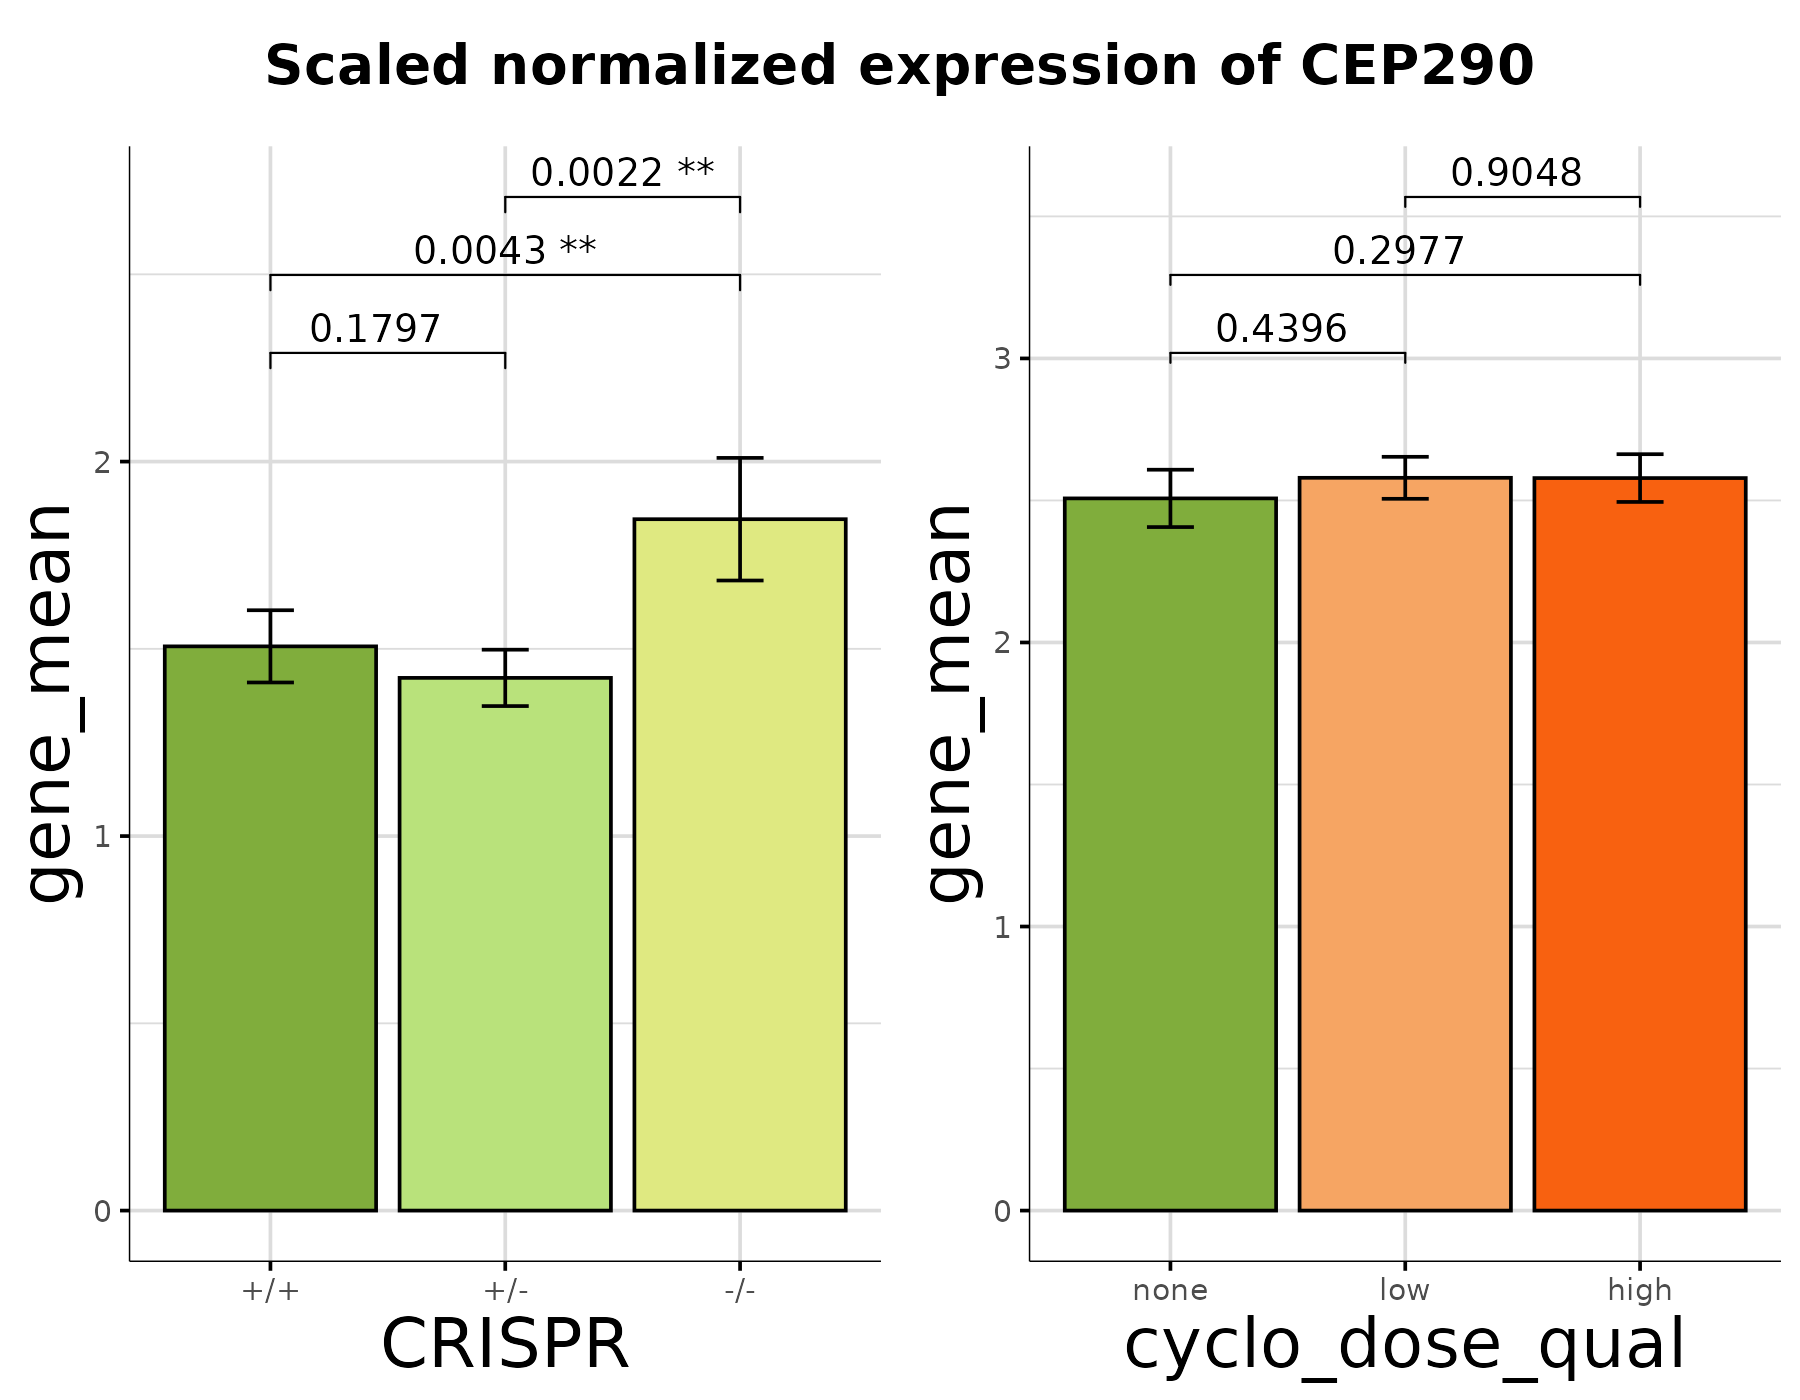 Scaled normalized expression of CEP290
0.0022 **
0.0043 **
0.1797
2
1
0
gene_mean
+/+ +/- -/-
CRISPR
0.9048
0.2977
0.4396
3
2
1
0
gene_mean
none low high
cyclo_dose_qual